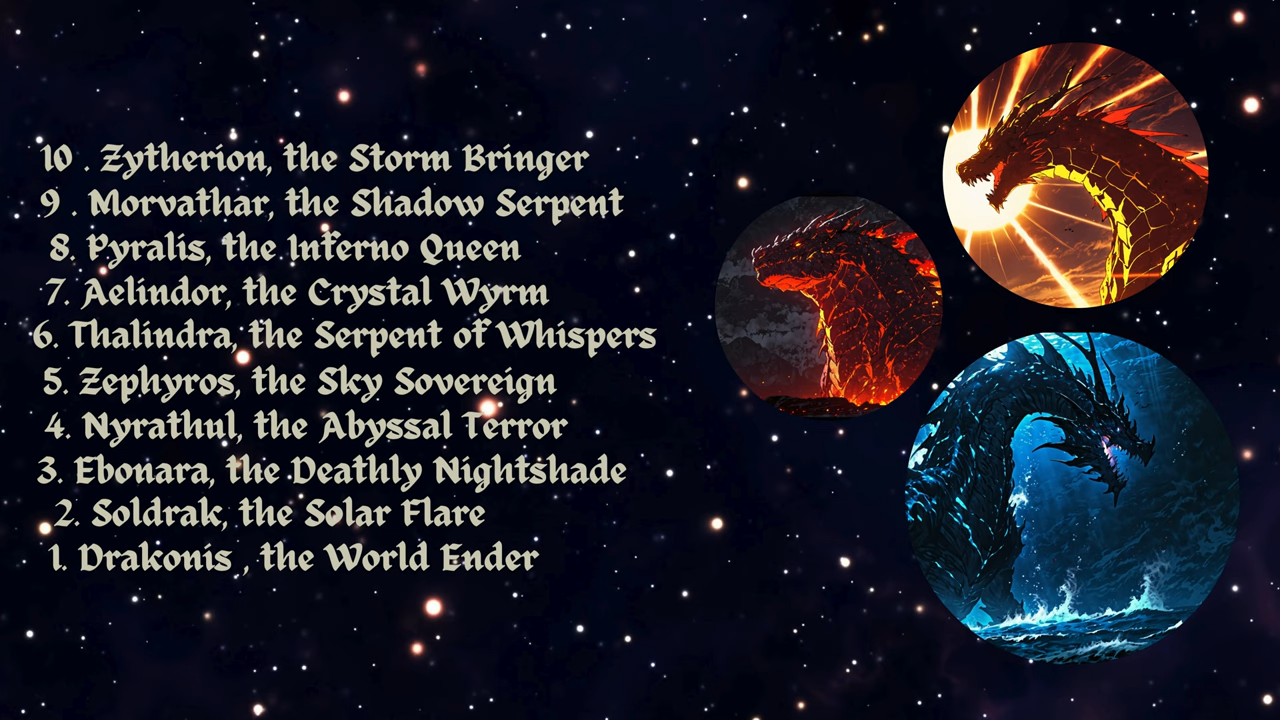 10 . Zytherion, the Storm Bringer
9 . Morvathar, the Shadow Serpent
8. Pyralis, the Inferno Queen
7. Aelindor, the Crystal Wyrm
6. Thalindra, the Serpent of Whispers
5. Zephyros, the Sky Sovereign
4. Nyrathul, the Abyssal Terror
3. Ebonara, the Deathly Nightshade
2. Soldrak, the Solar Flare
1. Drakonis , the World Ender